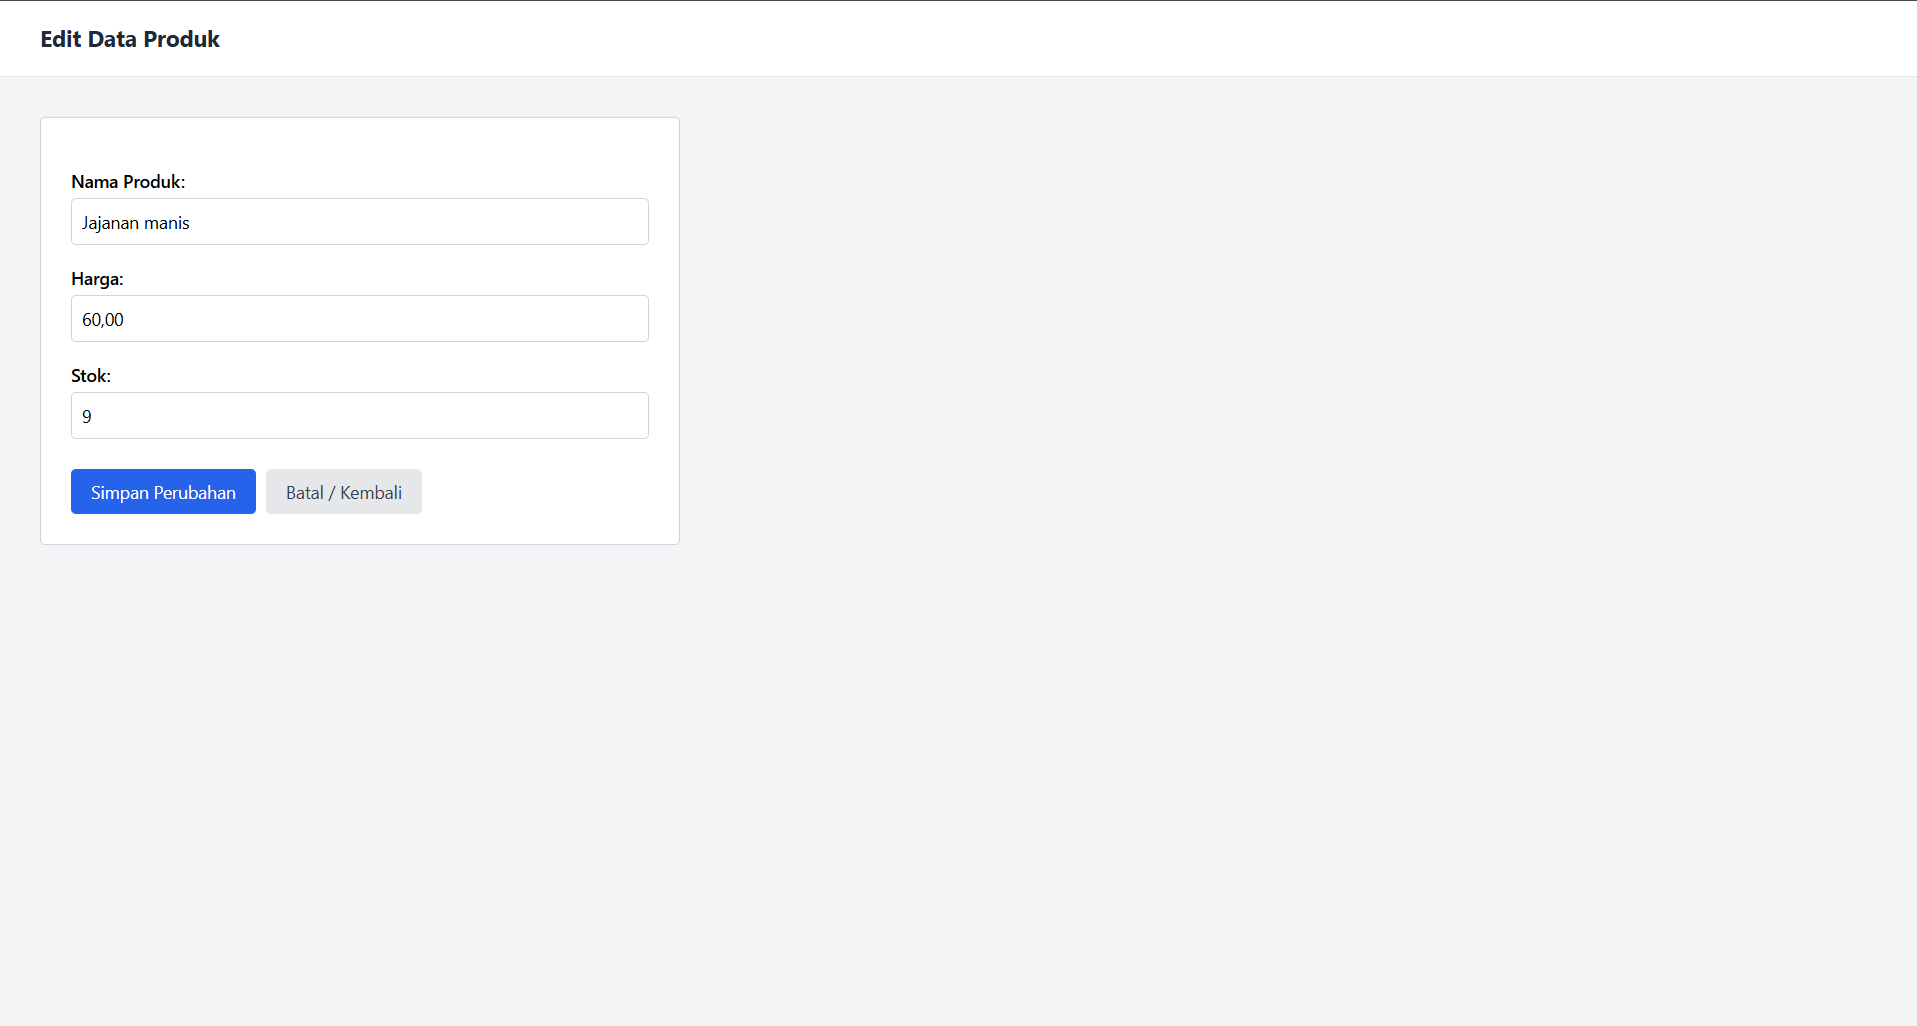 Edit Data Produk
Nama Produk:
Jajanan manis
Harga:
60,00
Stok:
9
Simpan Perubahan
Batal / Kembali